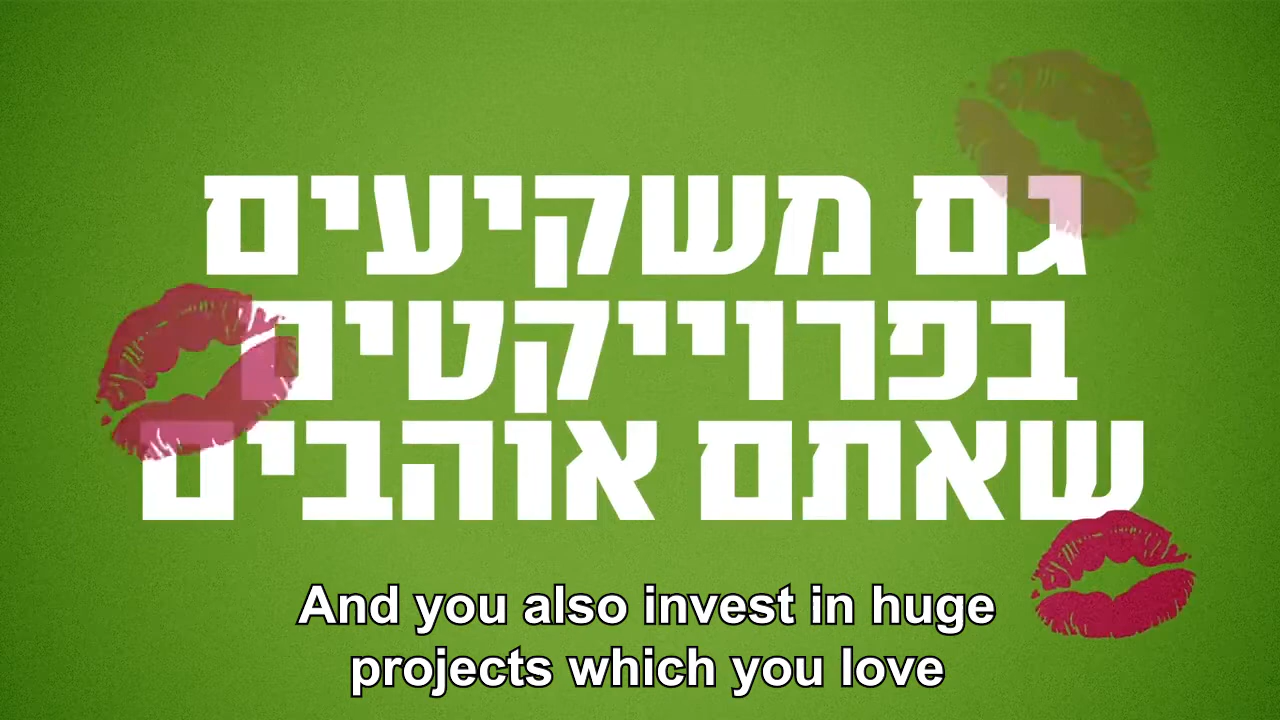 גם משקיעים
בפרוייקטים
שאתם אוהבים
And you also invest in huge
projects which you love